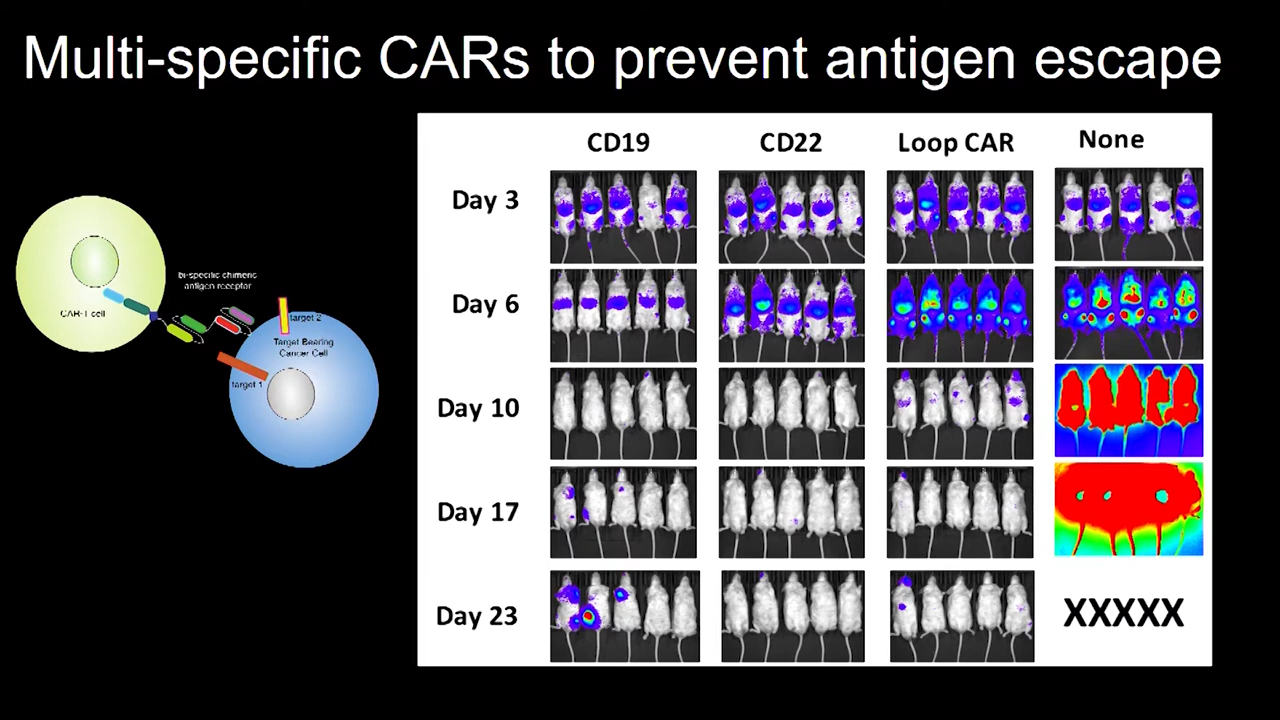 Multi-specific CARs to prevent antigen escape
bi-specific chimeric
antigen receptor
CAR-T cell
target 2
Target Bearing
Cancer Cell
target 1
CD19 CD22 Loop CAR None
Day 3
Day 6
Day 10
Day 17
Day 23
XXXXX